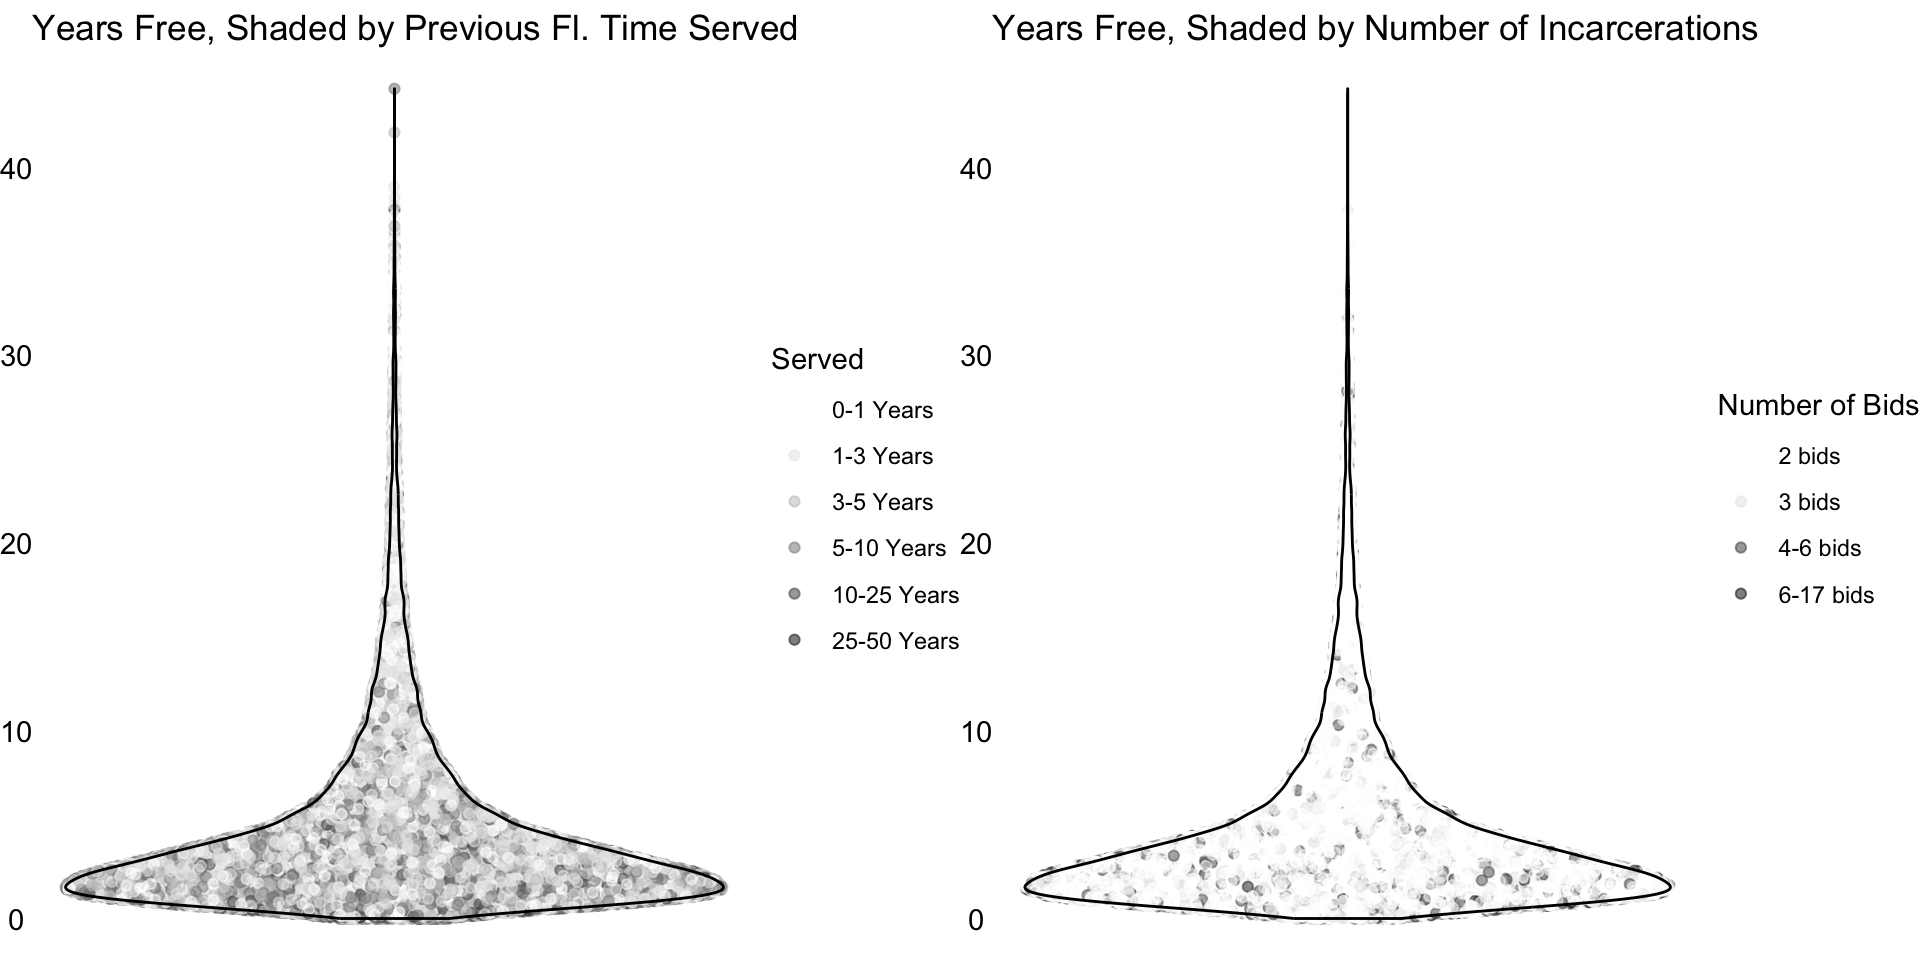 Years Free, Shaded by Previous Fl. Time Served
40
30
20
10
0
Served
0-1 Years
1-3 Years
3-5 Years
5-10 Years
10-25 Years
25-50 Years
Years Free, Shaded by Number of Incarcerations
40
30
20
10
0
Number of Bids
2 bids
3 bids
4-6 bids
6-17 bids